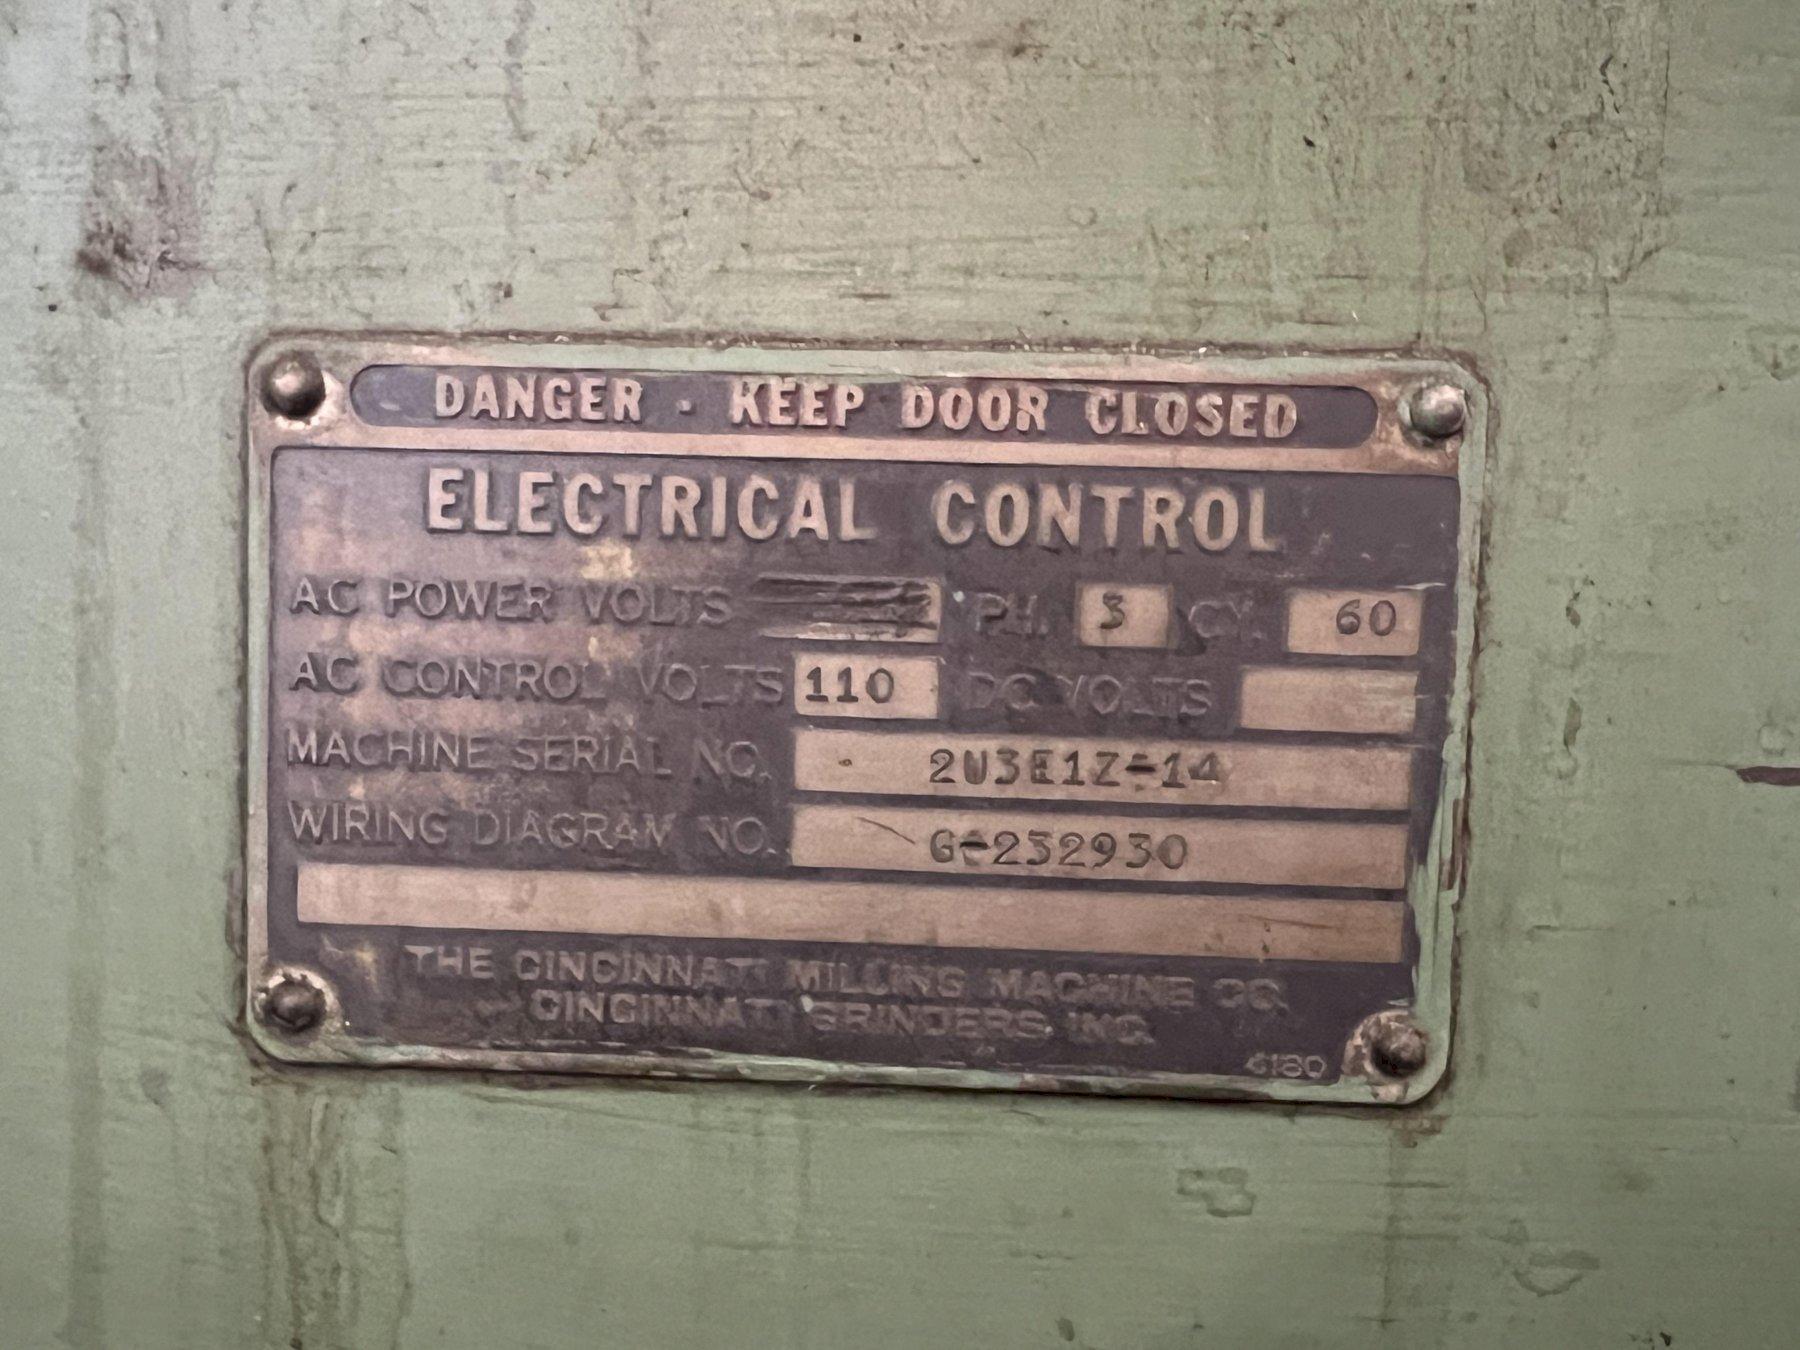 DANGER · KEEP DOOR CLOSED
ELECTRICAL CONTROL
AC POWER VOLTS PH. 3 CY. 60
AC CONTROL VOLTS 110 DC VOLTS
MACHINE SERIAL NO. 2U3E1Z-14
WIRING DIAGRAM NO. G-232930
THE CINCINNATI MILLING MACHINE CO.
CINCINNATI GRINDERS INC.